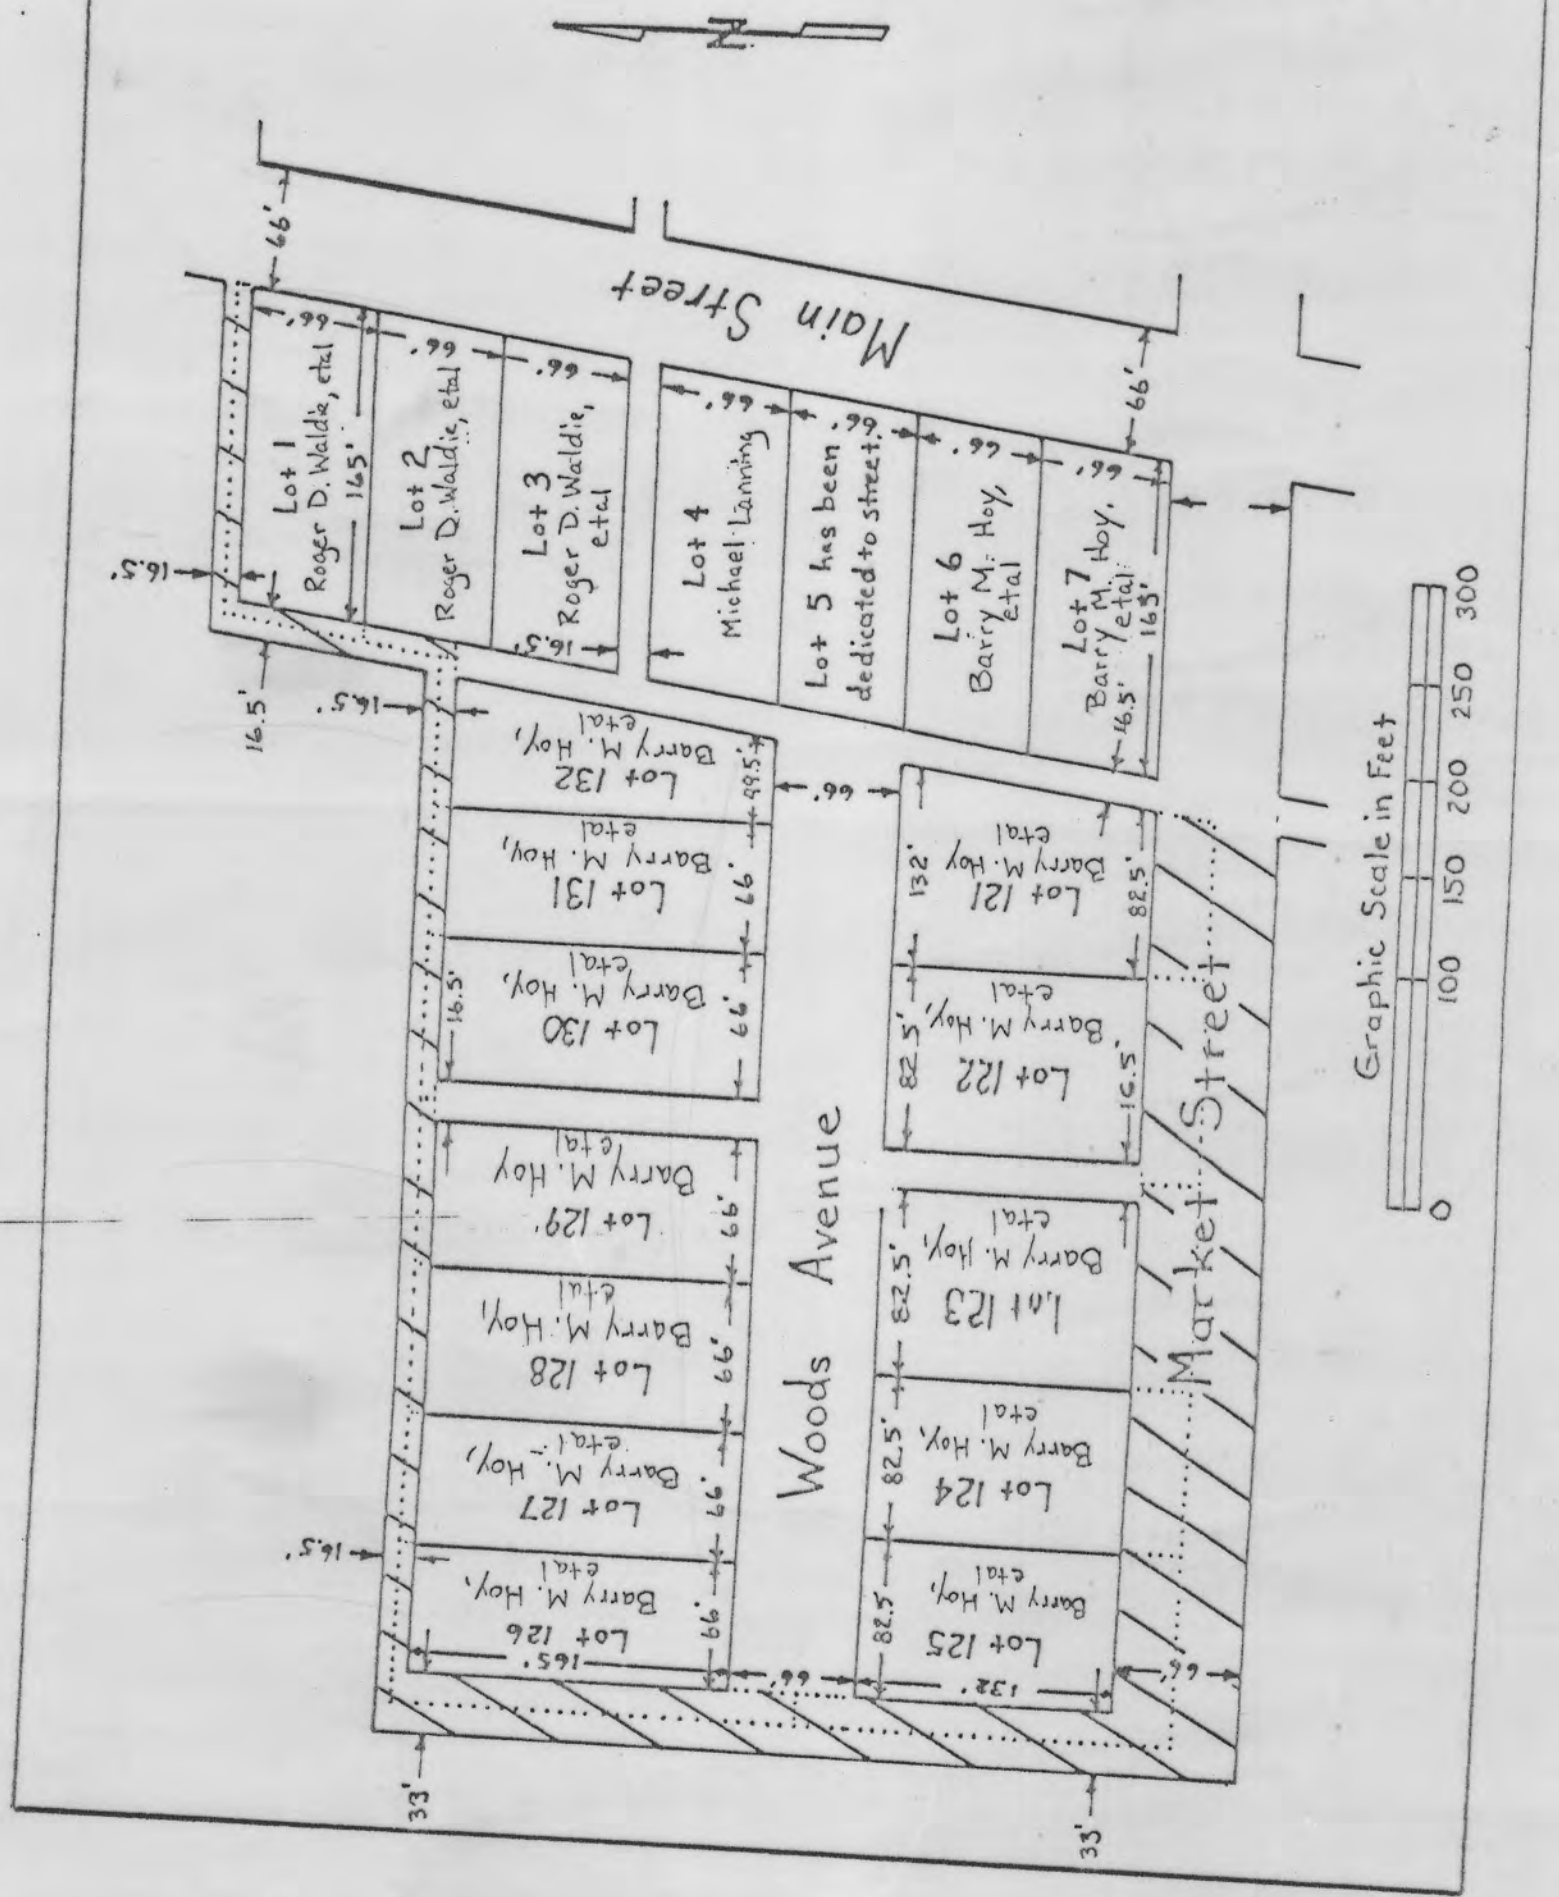 N
66'
Main Street
66'
16.5'
66'
Lot 1
Roger D. Waldie, etal
165'
66'
Lot 2
Roger D. Waldie, etal
66'
Lot 3
Roger D. Waldie,
etal
16.5'
66'
Lot 4
Michael Lanning
66'
Lot 5 has been
dedicated to street.
66'
Lot 6
Barry M. Hoy,
etal
66'
Lot 7
Barry M. Hoy,
etal
16.5'
165'
16.5'
16.5'
Lot 132
Barry M. Hoy,
etal
49.5'
Lot 131
Barry M. Hoy,
etal
66'
Lot 130
Barry M. Hoy,
etal
66'
16.5'
Lot 129
Barry M. Hoy
etal
66'
Lot 128
Barry M. Hoy,
etal
66'
Lot 127
Barry M. Hoy,
etal
66'
Lot 126
Barry M. Hoy,
etal
66'
165'
16.5'
66'
Woods Avenue
66'
132'
Lot 121
Barry M. Hoy
etal
82.5'
82.5'
Lot 122
Barry M. Hoy,
etal
16.5'
82.5'
Lot 123
Barry M. Hoy,
etal
82.5'
Lot 124
Barry M. Hoy,
etal
82.5'
Lot 125
Barry M. Hoy,
etal
132'
66'
Market Street
33'
33'
Graphic Scale in Feet
0 100 150 200 250 300